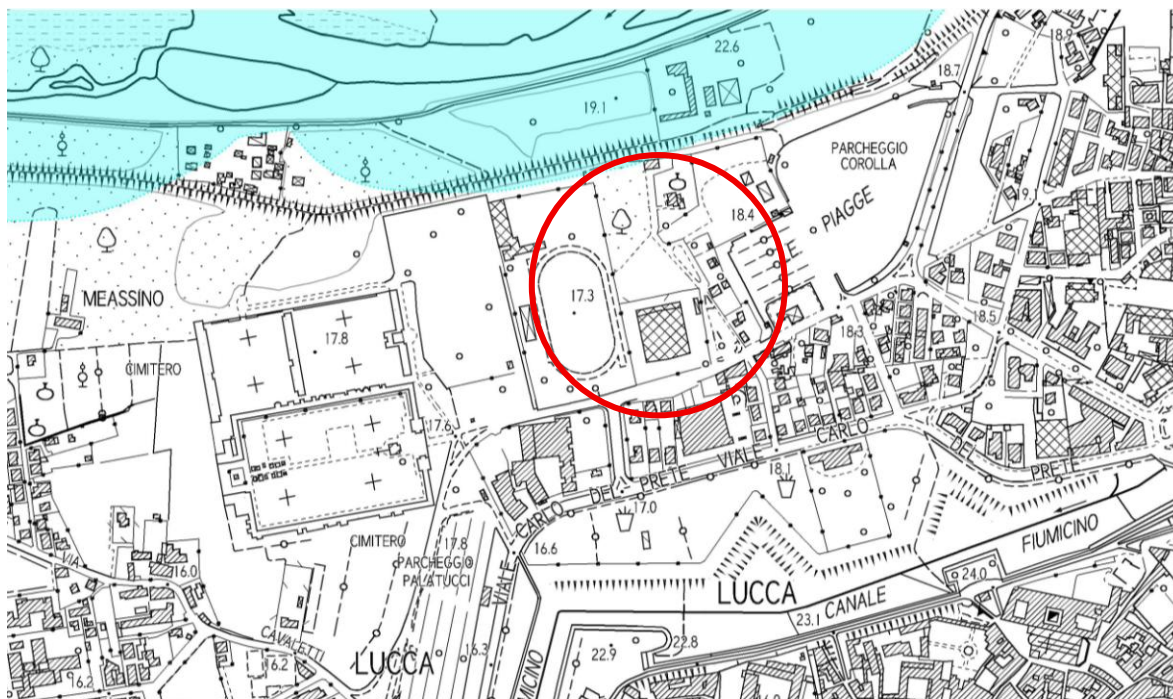 22.6
18.9
18.7
19.1
PARCHEGGIO
COROLLA
PIAGGE
18.4
MEASSINO
17.3
17.8
18.3
18.5
CIMITERO
17.6
VIALE CARLO DEL PRETE
VIALE CARLO DEL PRETE
18.1
17.0
16.6
17.8
CIMITERO
PARCHEGGIO
PALATUCCI
FIUMICINO
VIA
16.0
LUCCA
24.0
CANALE
23.1
CAVALETTI
LUCCA
16.3
22.8
22.9
16.2
16.2